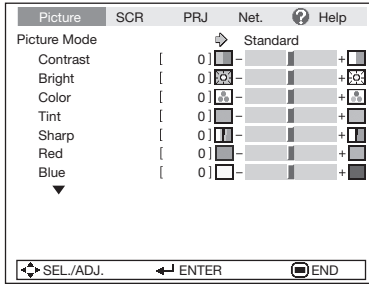 Picture SCR PRJ Net. ? Help
Picture Mode Standard
Contrast [ 0 ] - +
Bright [ 0 ] - +
Color [ 0 ] - +
Tint [ 0 ] - +
Sharp [ 0 ] - +
Red [ 0 ] - +
Blue [ 0 ] - +
SEL./ADJ. ENTER END